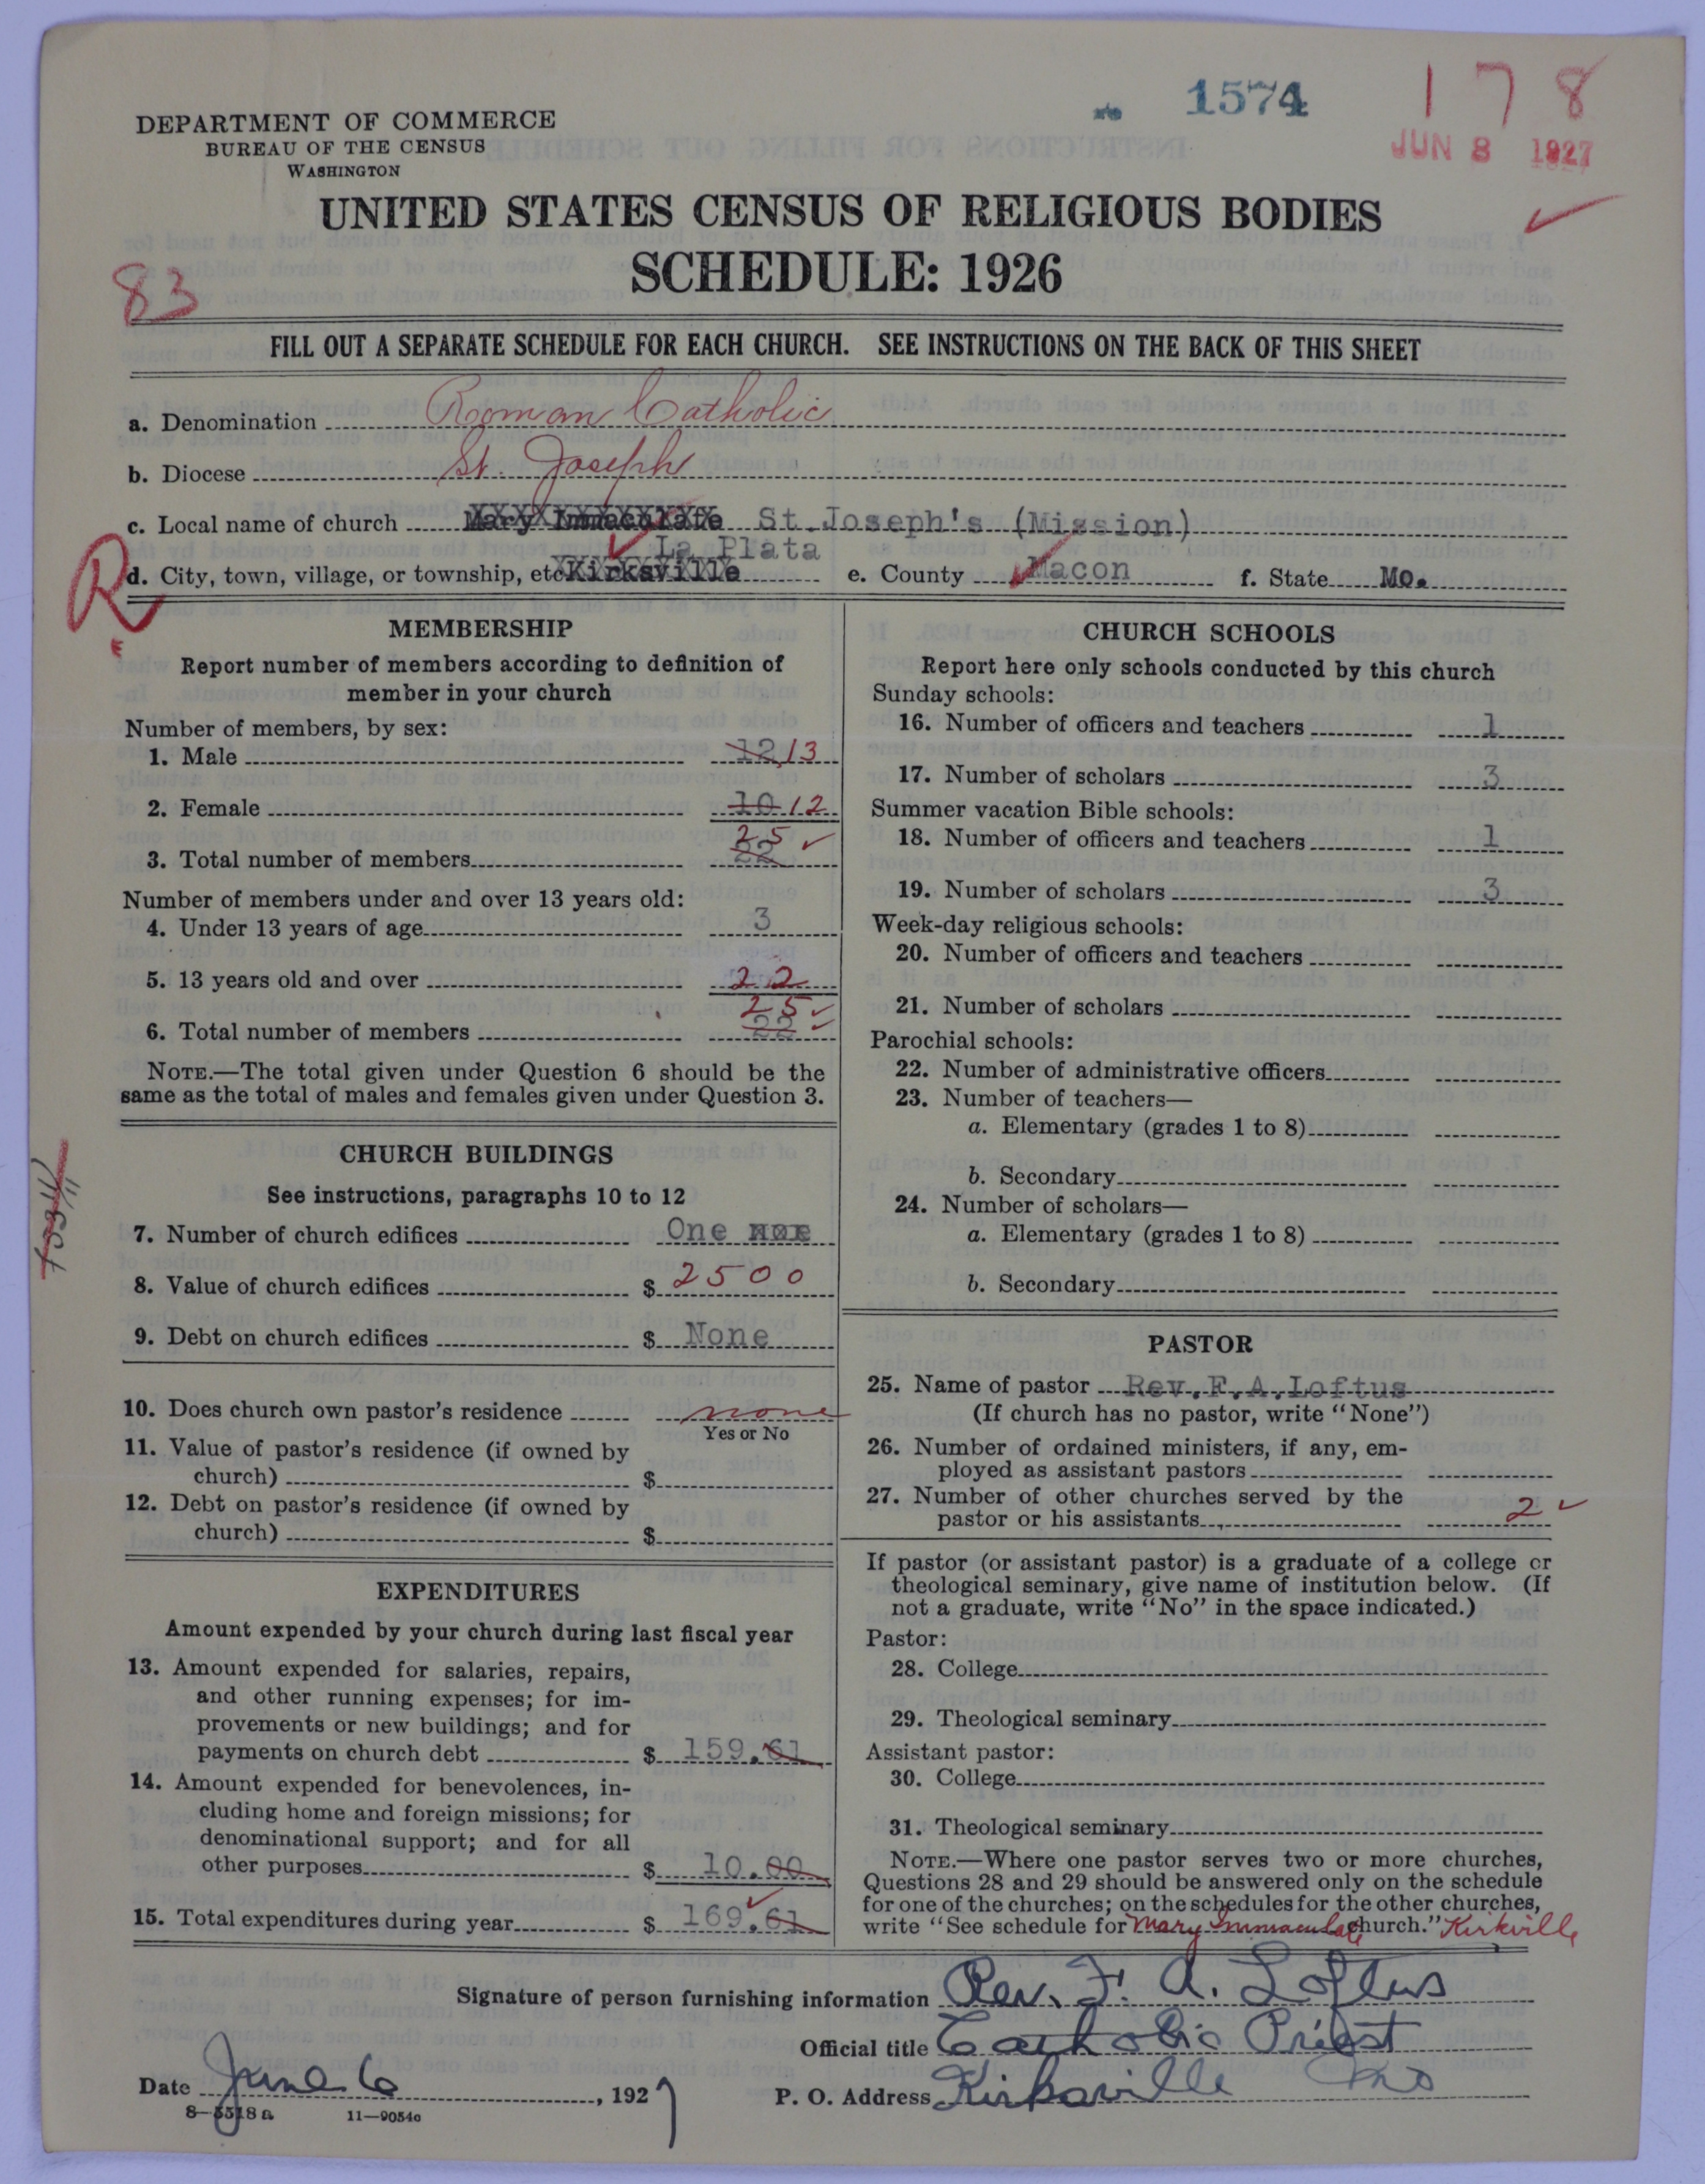 1574
178
JUN 8 1927
DEPARTMENT OF COMMERCE
BUREAU OF THE CENSUS
WASHINGTON
UNITED STATES CENSUS OF RELIGIOUS BODIES
SCHEDULE: 1926
83
FILL OUT A SEPARATE SCHEDULE FOR EACH CHURCH. SEE INSTRUCTIONS ON THE BACK OF THIS SHEET
a. Denomination Rooman Catholic
b. Diocese St. Joseph
c. Local name of church Mary Immaculate St.Joseph's (Mission)
La Plata
R
d. City, town, village, or township, etc Kirksville e. County Macon f. State Mo.
MEMBERSHIP
Report number of members according to definition of
member in your church
Number of members, by sex:
1. Male 12 13
2. Female 10 12
25
3. Total number of members 22
Number of members under and over 13 years old:
4. Under 13 years of age 3
5. 13 years old and over 22
25
6. Total number of members 22
NOTE.—The total given under Question 6 should be the
same as the total of males and females given under Question 3.
CHURCH BUILDINGS
See instructions, paragraphs 10 to 12
7. Number of church edifices One
8. Value of church edifices $ 2500
9. Debt on church edifices $ None
10. Does church own pastor's residence none
Yes or No
11. Value of pastor's residence (if owned by
church) $
12. Debt on pastor's residence (if owned by
church) $
EXPENDITURES
Amount expended by your church during last fiscal year
13. Amount expended for salaries, repairs,
and other running expenses; for im-
provements or new buildings; and for
payments on church debt $ 159.61
14. Amount expended for benevolences, in-
cluding home and foreign missions; for
denominational support; and for all
other purposes $ 10.00
15. Total expenditures during year $ 169.61
CHURCH SCHOOLS
Report here only schools conducted by this church
Sunday schools:
16. Number of officers and teachers 1
17. Number of scholars 3
Summer vacation Bible schools:
18. Number of officers and teachers 1
19. Number of scholars 3
Week-day religious schools:
20. Number of officers and teachers
21. Number of scholars
Parochial schools:
22. Number of administrative officers
23. Number of teachers—
a. Elementary (grades 1 to 8)
b. Secondary
24. Number of scholars—
a. Elementary (grades 1 to 8)
b. Secondary
PASTOR
25. Name of pastor Rev.F.A.Loftus
(If church has no pastor, write "None")
26. Number of ordained ministers, if any, em-
ployed as assistant pastors
27. Number of other churches served by the
pastor or his assistants 2
If pastor (or assistant pastor) is a graduate of a college or
theological seminary, give name of institution below. (If
not a graduate, write "No" in the space indicated.)
Pastor:
28. College
29. Theological seminary
Assistant pastor:
30. College
31. Theological seminary
NOTE.—Where one pastor serves two or more churches,
Questions 28 and 29 should be answered only on the schedule
for one of the churches; on the schedules for the other churches,
write "See schedule for Mary Immaculate church." Kirkville
Signature of person furnishing information Rev. F. A. Loftus
Official title Catholic Priest
Date June 6, 1927 P. O. Address Kirksville Mo
8—5518a 11—9054c